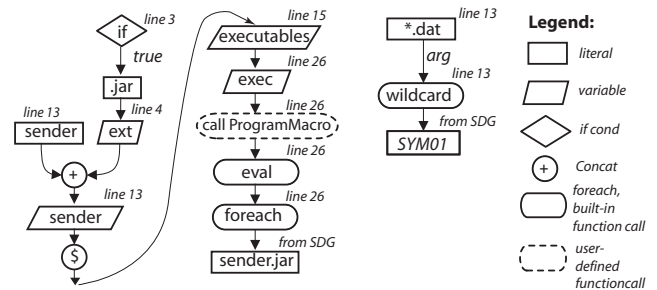 line 3
if
true
.jar
line 13
sender
line 4
ext
+
line 13
sender
$
line 15
executables
line 26
exec
line 26
call ProgramMacro
line 26
eval
line 26
foreach
from SDG
sender.jar
line 13
*.dat
arg
line 13
wildcard
from SDG
SYM01
Legend:
literal
variable
if cond
+
Concat
foreach,
built-in
function call
user-
defined
functioncall